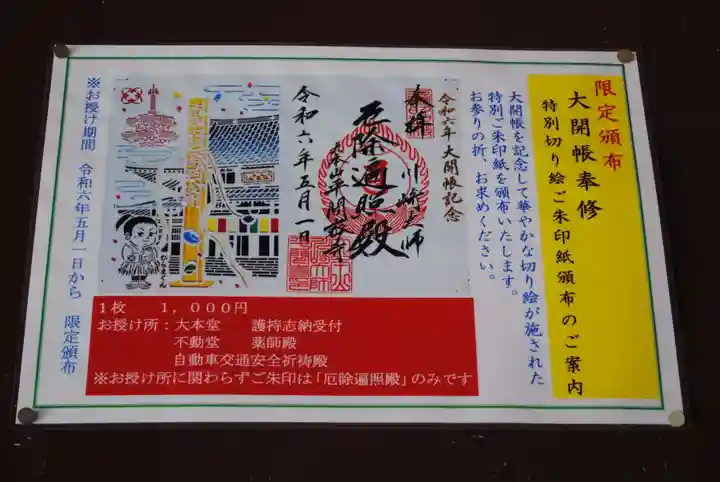 限定頒布
大開帳奉修
特別切り絵ご朱印紙頒布のご案内
大開帳を記念して華やかな切り絵が施された
特別ご朱印紙を頒布いたします。
お参りの折、お求めください。
令和六年大開帳記念
奉拝
川崎大師
厄除遍照殿
大本山平間寺
令和六年五月一日
1枚 1,000円
お授け所：大本堂 護持志納受付
不動堂 薬師殿
自動車交通安全祈祷殿
※お授け所に関わらずご朱印は「厄除遍照殿」のみです
※お授け期間 令和六年五月一日から 限定頒布